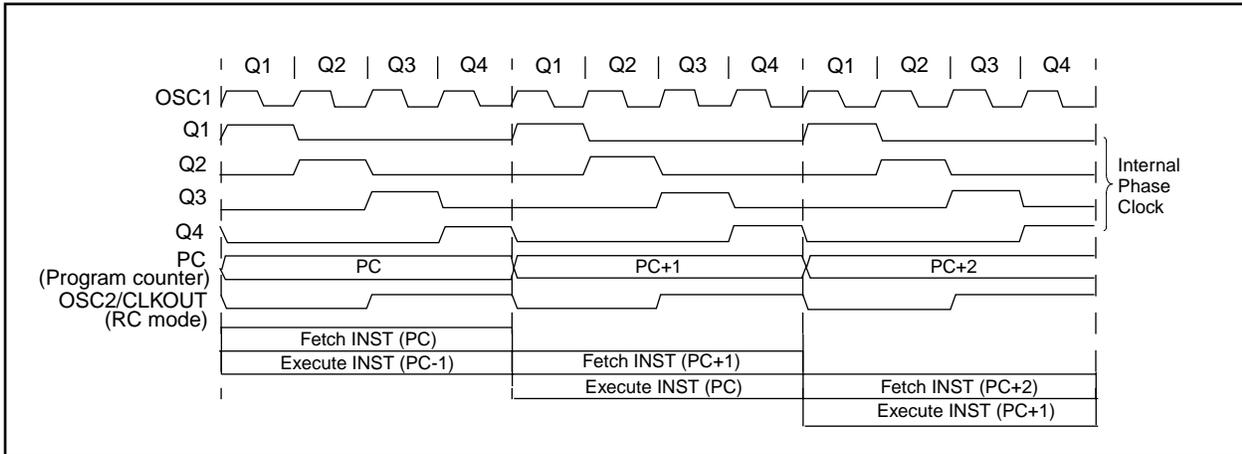 Q1 | Q2 | Q3 | Q4 | Q1 | Q2 | Q3 | Q4 | Q1 | Q2 | Q3 | Q4
OSC1
Q1
Q2
Q3
Q4
PC
(Program counter)
PC PC+1 PC+2
OSC2/CLKOUT
(RC mode)
Internal
Phase
Clock
Fetch INST (PC)
Execute INST (PC-1) Fetch INST (PC+1)
Execute INST (PC) Fetch INST (PC+2)
Execute INST (PC+1)